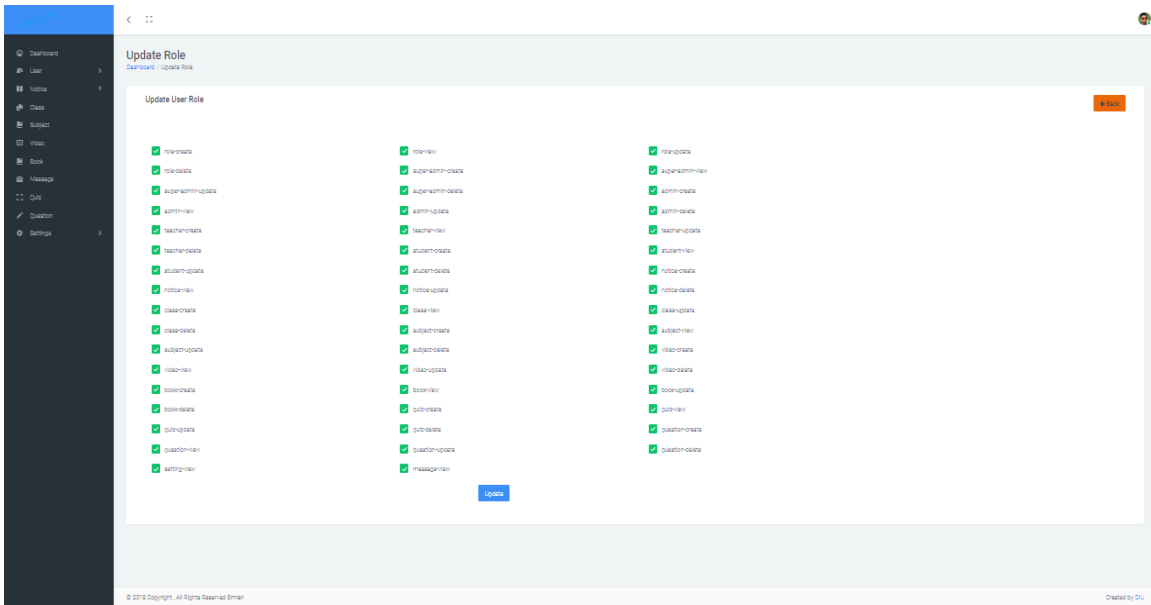 Update Role
Dashboard / Update Role
Dashboard
User
Notice
Class
Subject
Video
Book
Message
Quiz
Question
Settings
Update User Role
Back
role-create role-view role-update
role-delete super-admin-create super-admin-view
super-admin-update super-admin-delete admin-create
admin-view admin-update admin-delete
teacher-create teacher-view teacher-update
teacher-delete student-create student-view
student-update student-delete notice-create
notice-view notice-update notice-delete
class-create class-view class-update
class-delete subject-create subject-view
subject-update subject-delete video-create
video-view video-update video-delete
book-create book-view book-update
book-delete quiz-create quiz-view
quiz-update quiz-delete question-create
question-view question-update question-delete
setting-view message-view
Update
© 2018 Copyright , All Rights Reserved Emran
Created by DIU